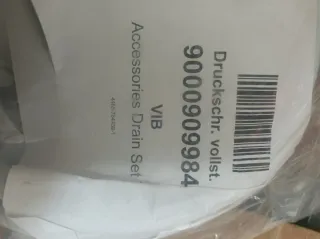 Druckschr. vollst.
9000909984
VIB
Accessories Drain Set